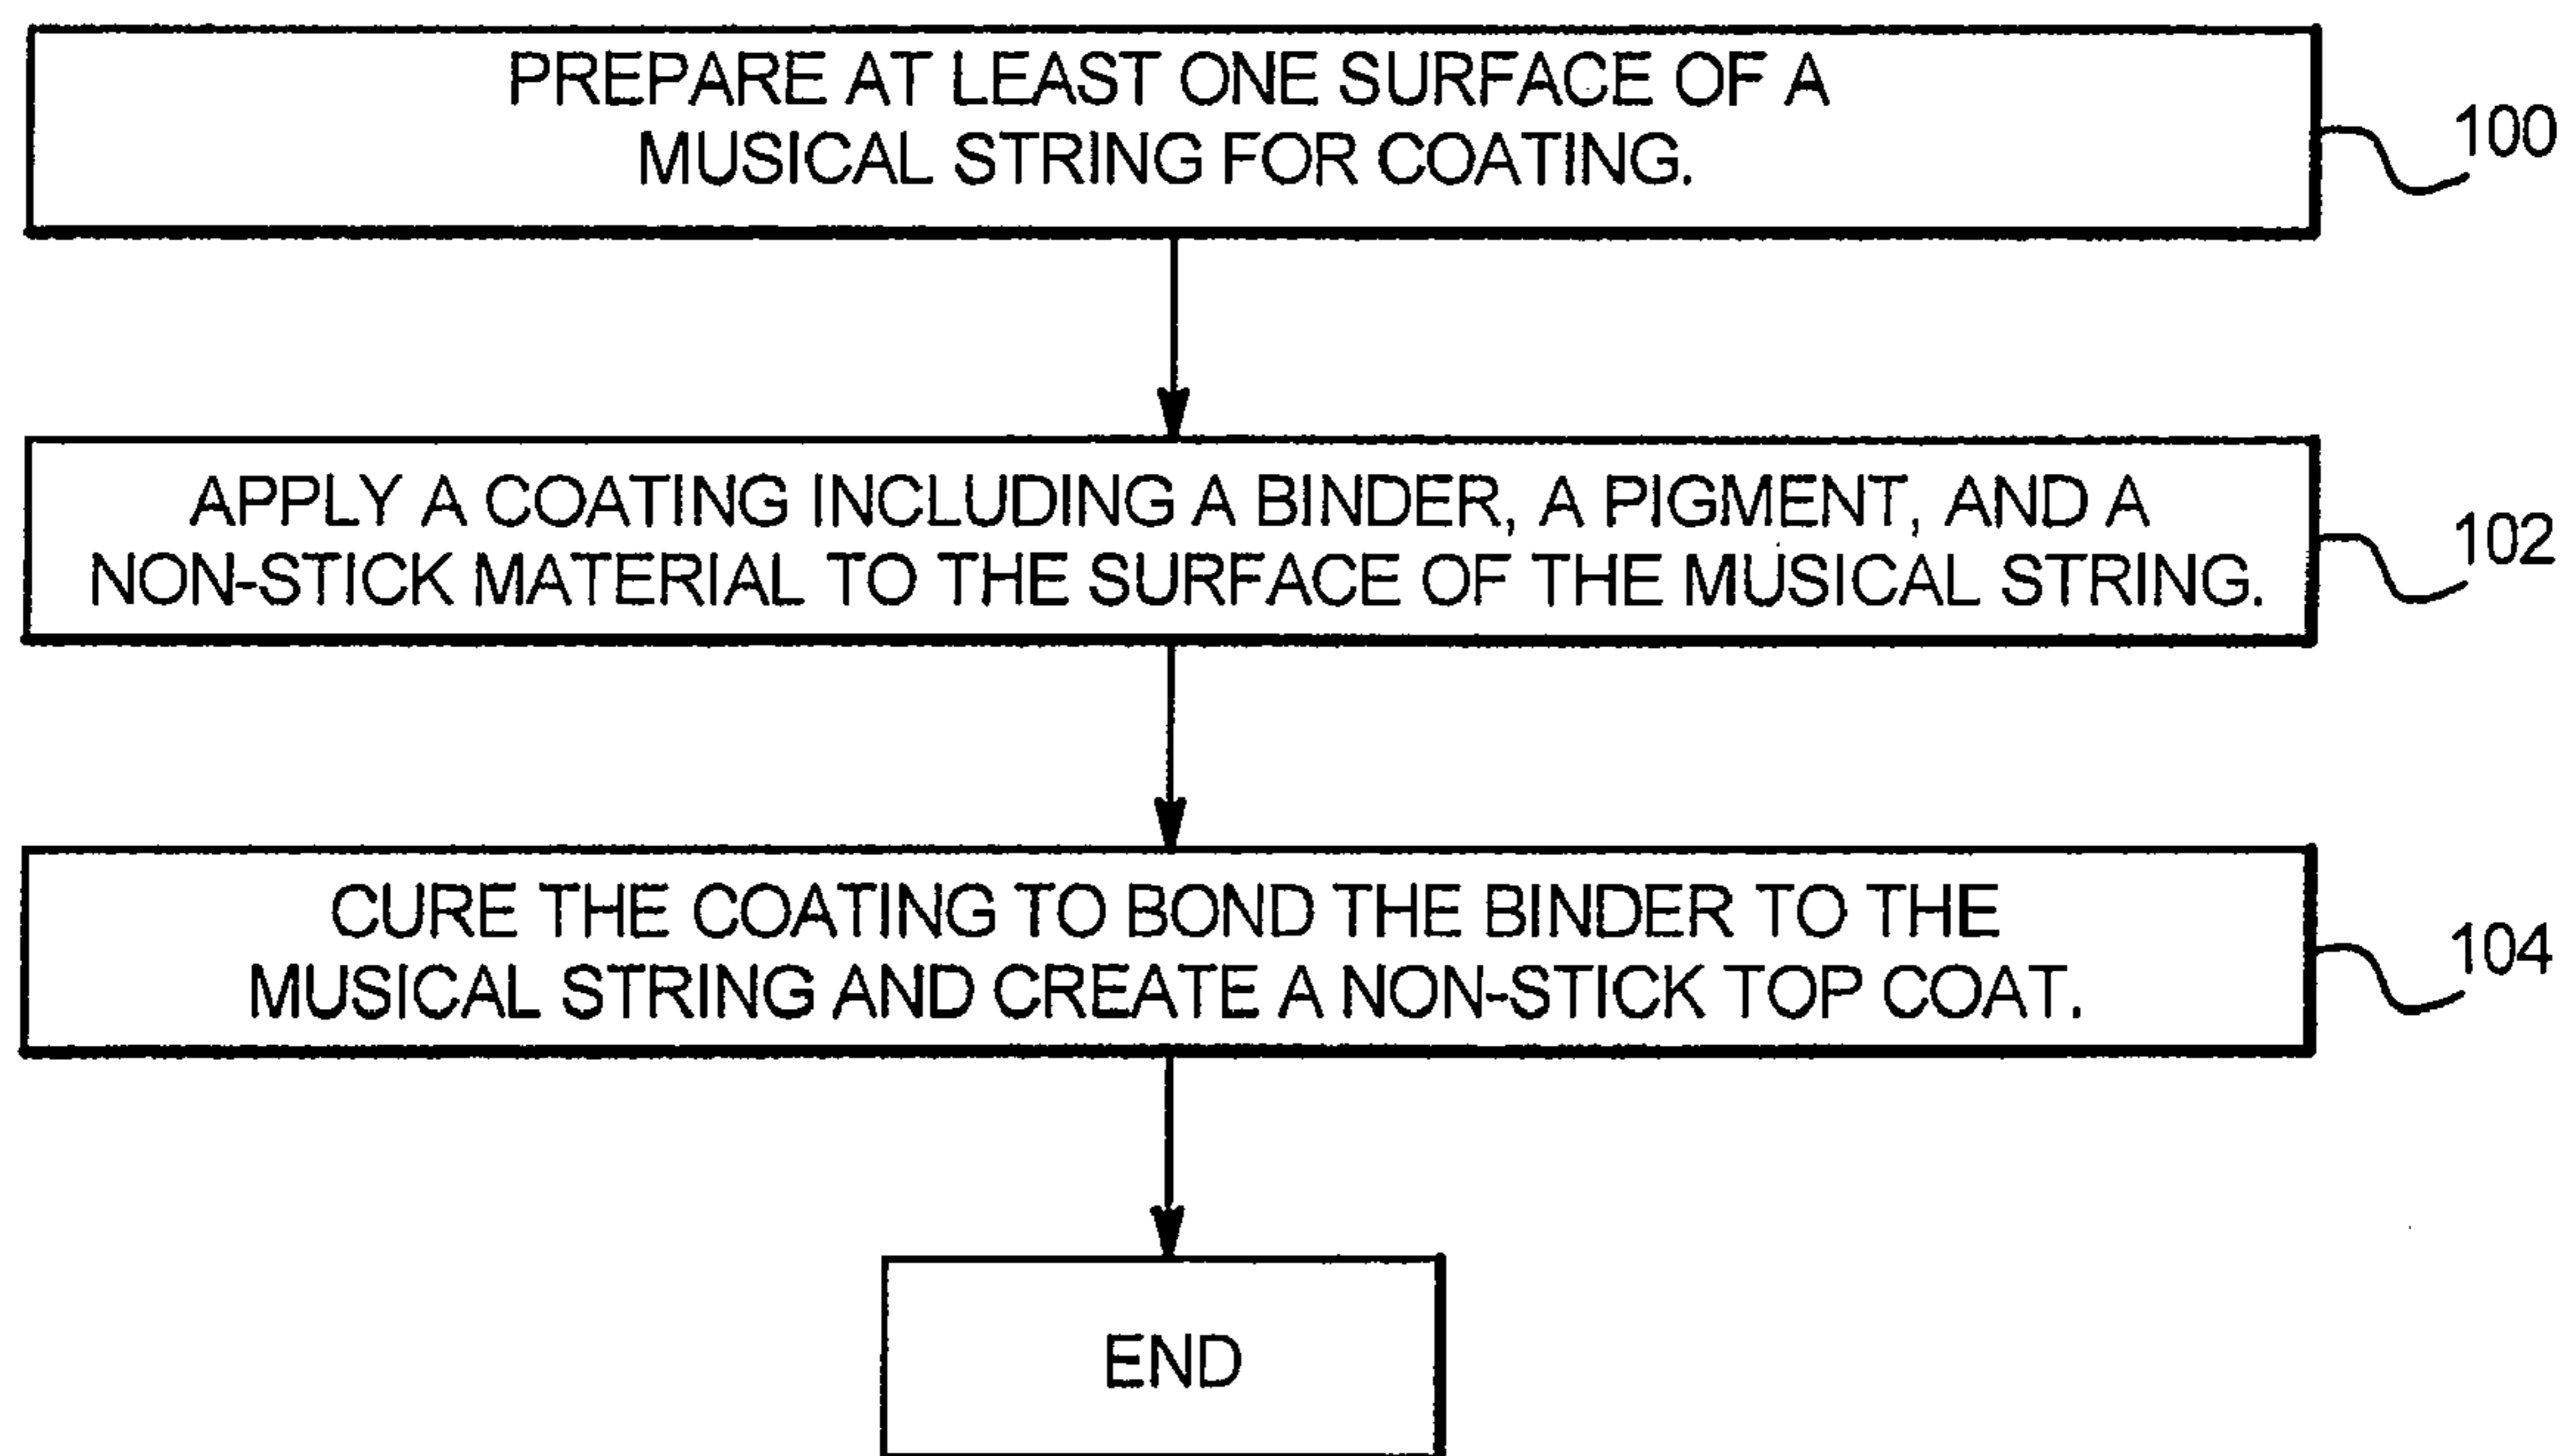 PREPARE AT LEAST ONE SURFACE OF A
MUSICAL STRING FOR COATING.
100
APPLY A COATING INCLUDING A BINDER, A PIGMENT, AND A
NON-STICK MATERIAL TO THE SURFACE OF THE MUSICAL STRING.
102
CURE THE COATING TO BOND THE BINDER TO THE
MUSICAL STRING AND CREATE A NON-STICK TOP COAT.
104
END